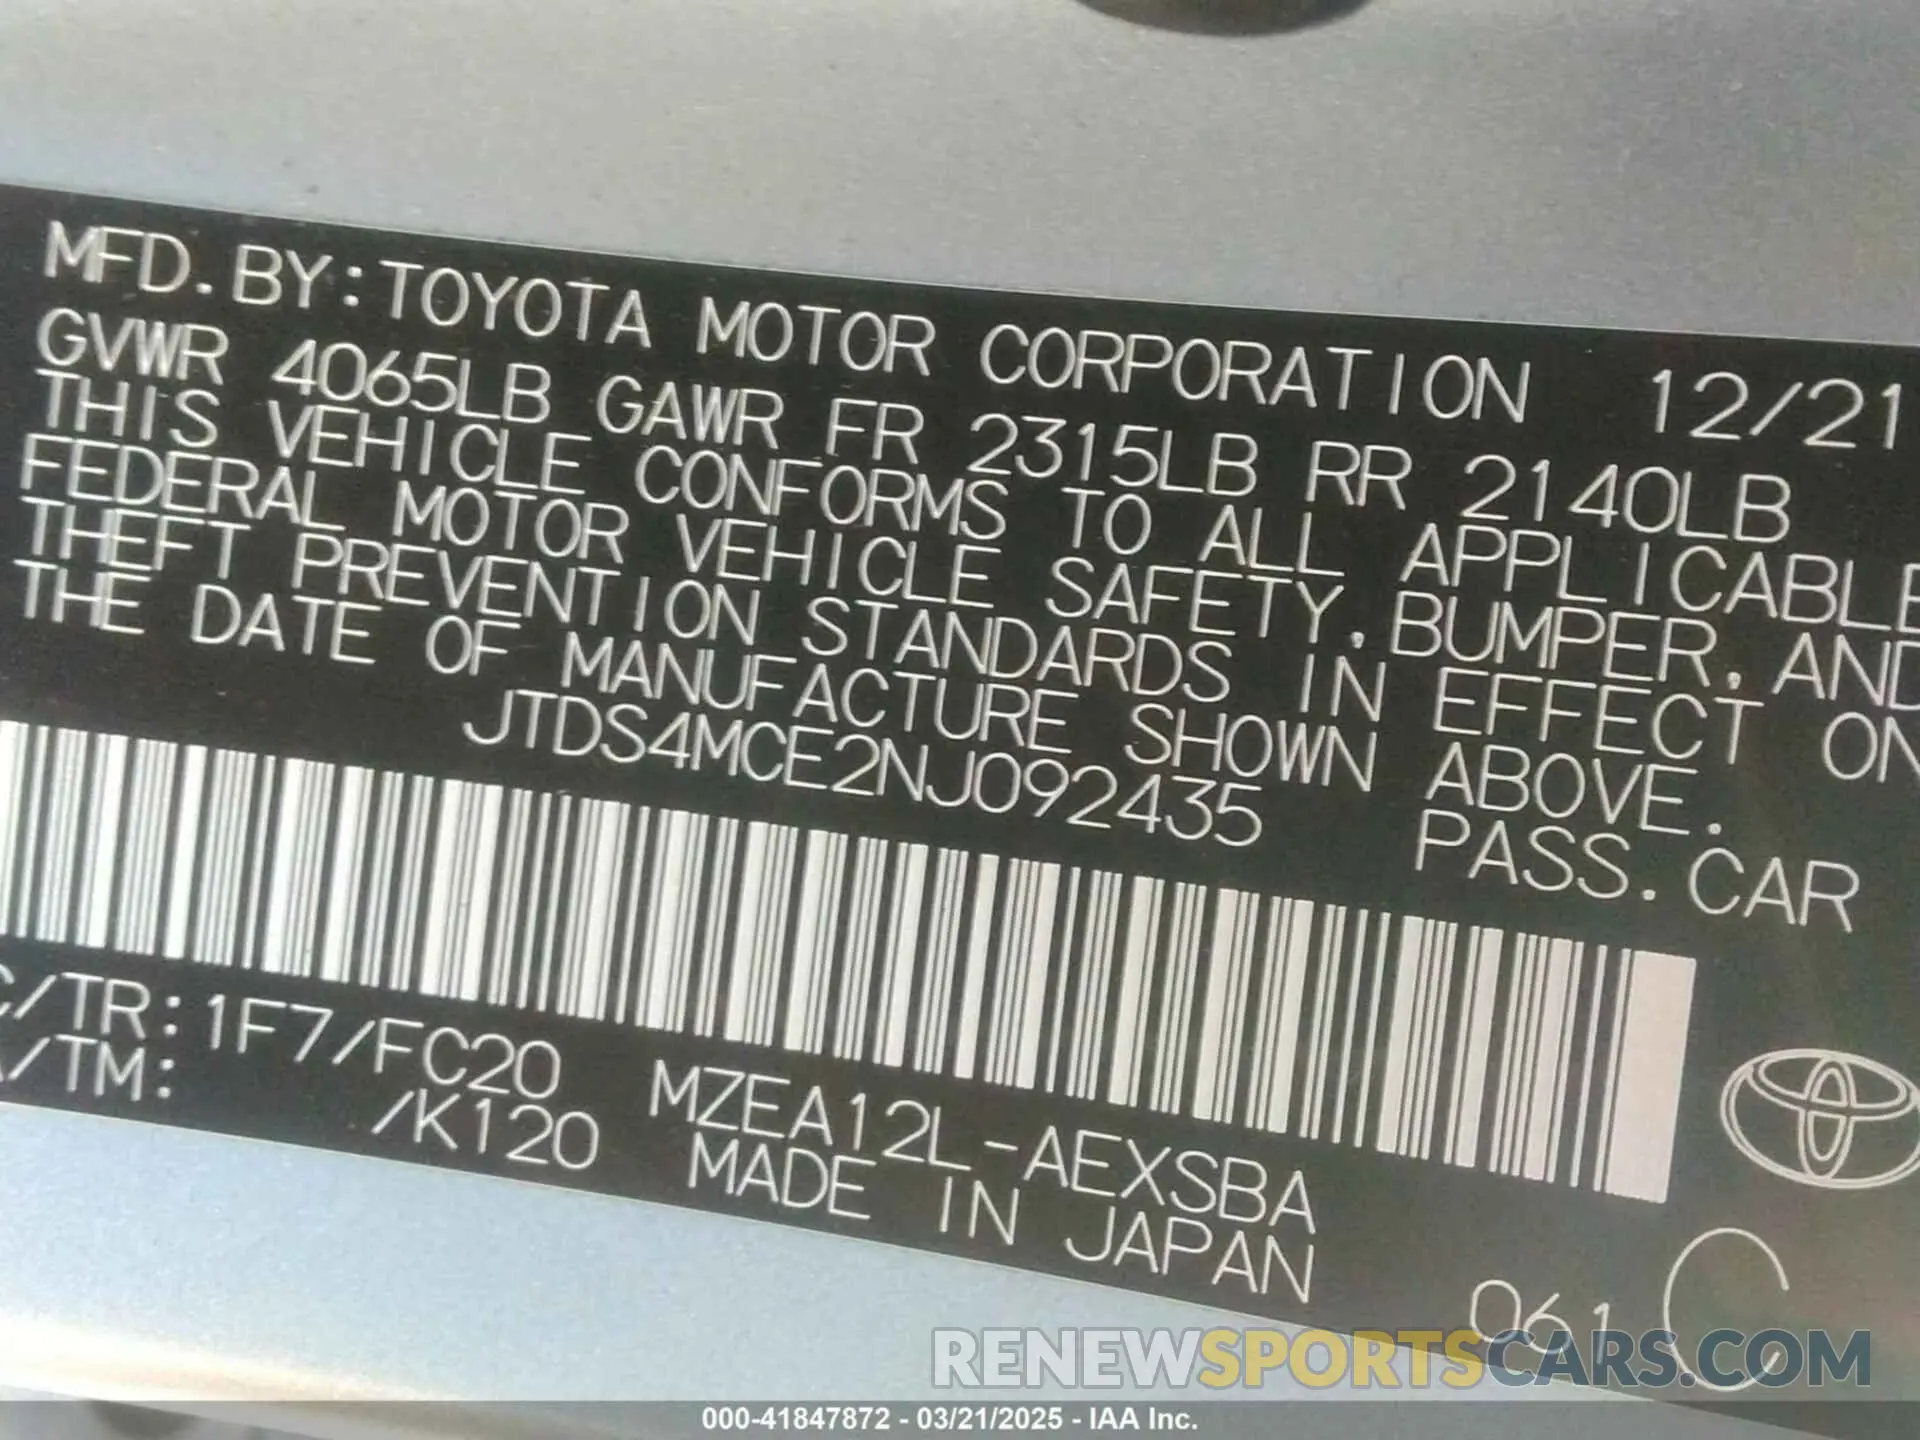 MFD. BY:TOYOTA MOTOR CORPORATION 12/21
GVWR 4065LB GAWR FR 2315LB RR 2140LB
THIS VEHICLE CONFORMS TO ALL APPLICABLE
FEDERAL MOTOR VEHICLE SAFETY,BUMPER,AND
THEFT PREVENTION STANDARDS IN EFFECT ON
THE DATE OF MANUFACTURE SHOWN ABOVE.
JTDS4MCE2NJ092435 PASS.CAR
C/TR:1F7/FC20 MZEA12L-AEXSBA
A/TM: /K120 MADE IN JAPAN
061 C
RENEWSPORTSCARS.COM
000-41847872 - 03/21/2025 - IAA Inc.